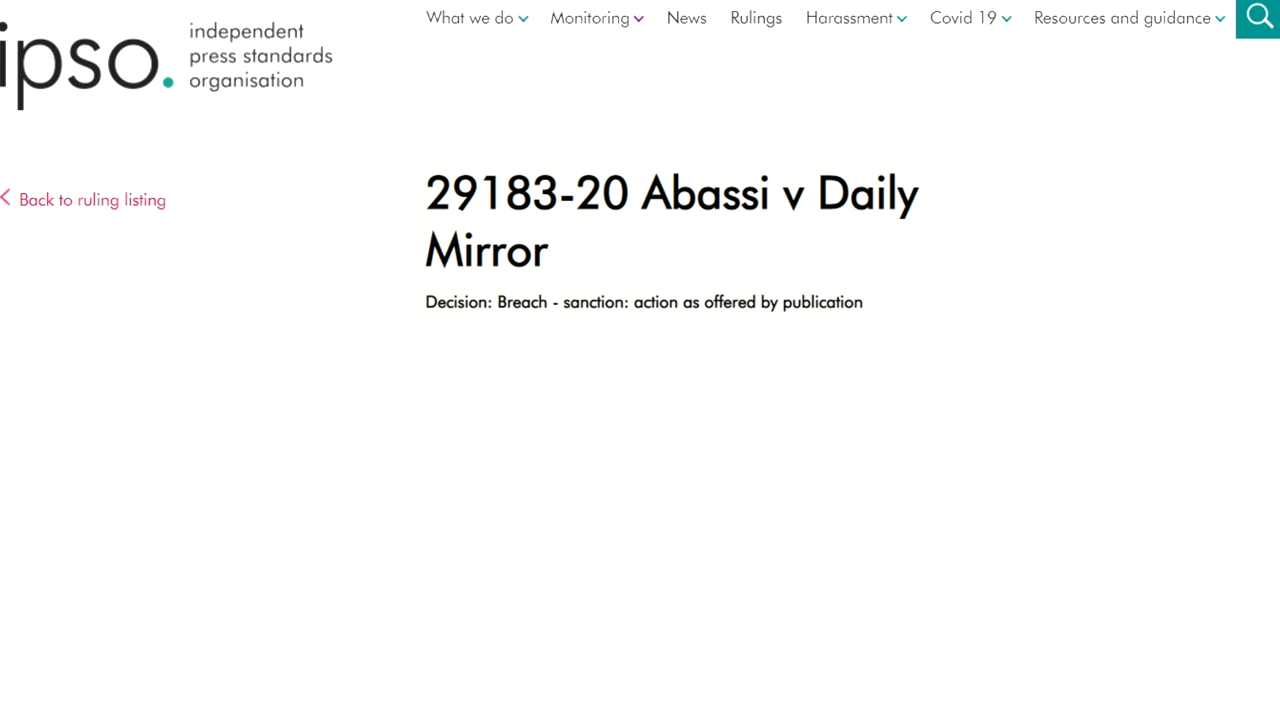 What we do Monitoring News Rulings Harassment Covid 19 Resources and guidance
ipso.
independent
press standards
organisation
Back to ruling listing
29183-20 Abassi v Daily
Mirror
Decision: Breach - sanction: action as offered by publication